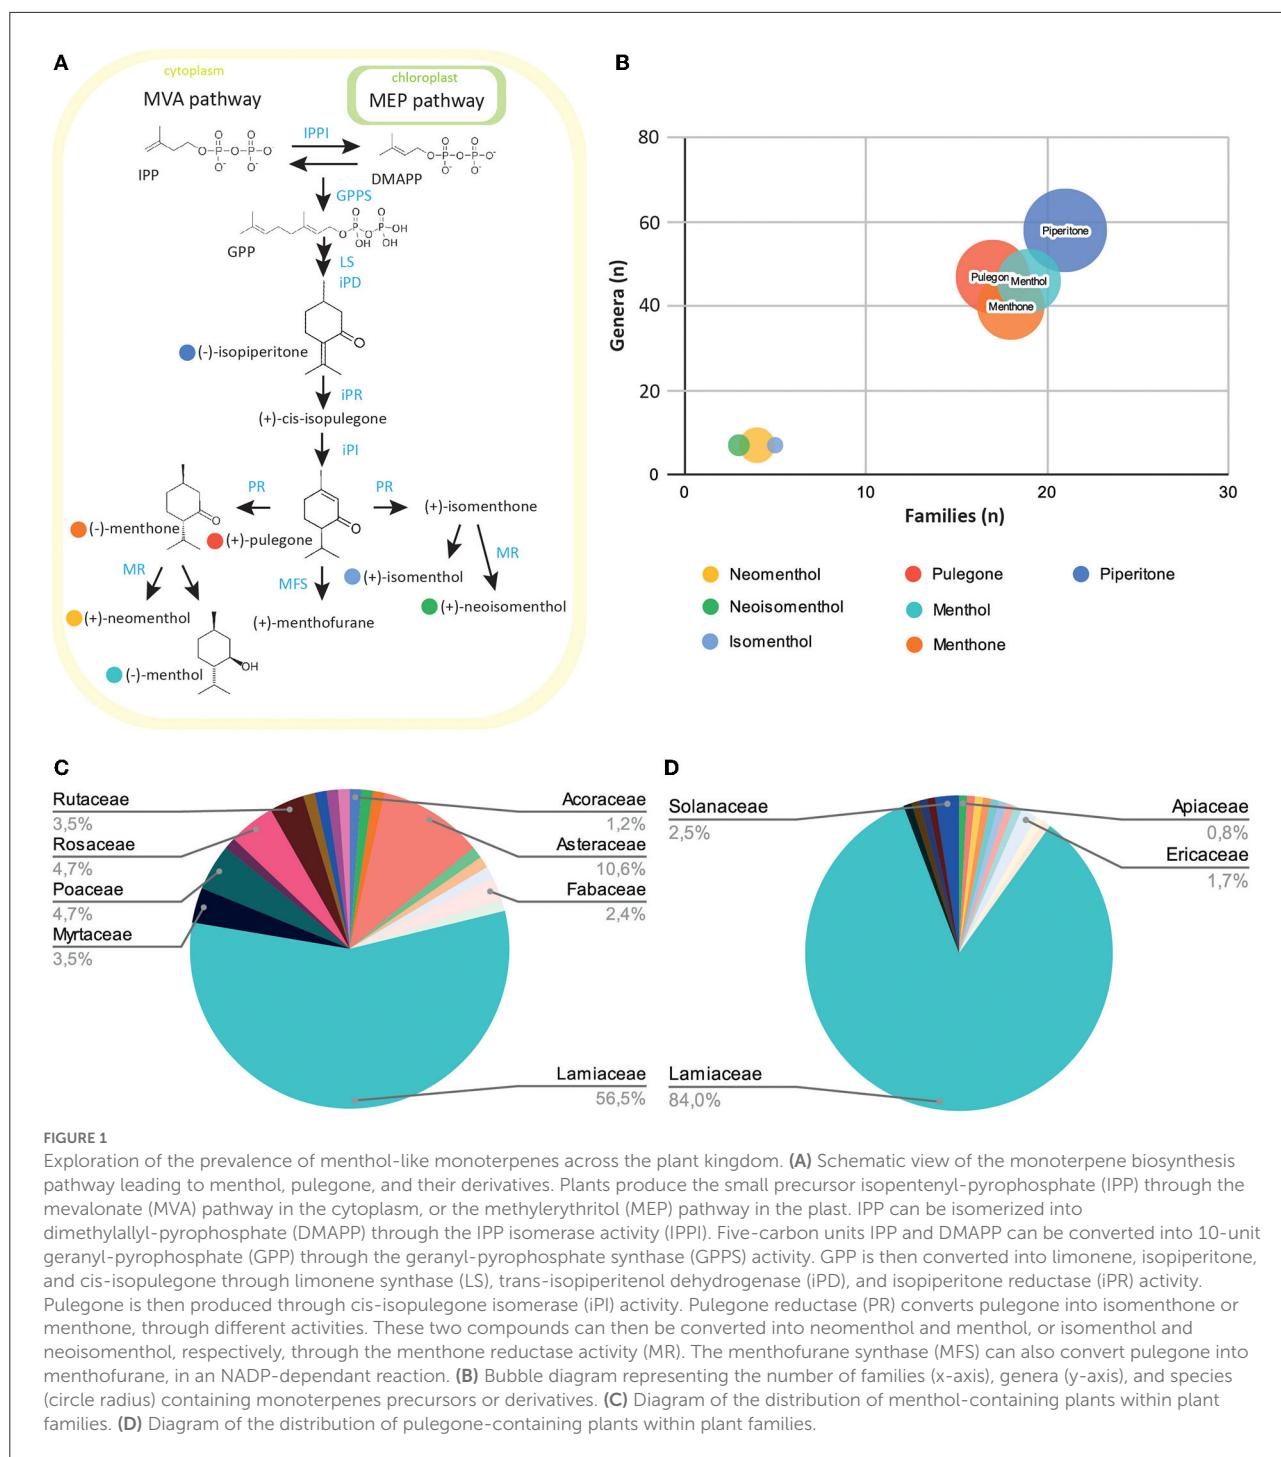 A
cytoplasm
MVA pathway
chloroplast
MEP pathway
IPPI
IPP
DMAPP
GPPS
GPP
LS
iPD
(-)-isopiperitone
iPR
(+)-cis-isopulegone
iPI
PR
PR
(+)-isomenthone
(-)-menthone
(+)-pulegone
MR
MFS
(+)-isomenthol
MR
(+)-neomenthol
(+)-menthofurane
(+)-neoisomenthol
(-)-menthol
OH
B
Genera (n)
80
60
40
20
0
Piperitone
Pulegon
Menthol
Menthone
0
10
20
30
Families (n)
Neomenthol
Pulegone
Piperitone
Neoisomenthol
Menthol
Isomenthol
Menthone
C
Rutaceae
3,5%
Rosaceae
4,7%
Poaceae
4,7%
Myrtaceae
3,5%
Acoraceae
1,2%
Asteraceae
10,6%
Fabaceae
2,4%
Lamiaceae
56,5%
D
Solanaceae
2,5%
Apiaceae
0,8%
Ericaceae
1,7%
Lamiaceae
84,0%
FIGURE 1
Exploration of the prevalence of menthol-like monoterpenes across the plant kingdom. (A) Schematic view of the monoterpene biosynthesis
pathway leading to menthol, pulegone, and their derivatives. Plants produce the small precursor isopentenyl-pyrophosphate (IPP) through the
mevalonate (MVA) pathway in the cytoplasm, or the methylerythritol (MEP) pathway in the plast. IPP can be isomerized into
dimethylallyl-pyrophosphate (DMAPP) through the IPP isomerase activity (IPPI). Five-carbon units IPP and DMAPP can be converted into 10-unit
geranyl-pyrophosphate (GPP) through the geranyl-pyrophosphate synthase (GPPS) activity. GPP is then converted into limonene, isopiperitone,
and cis-isopulegone through limonene synthase (LS), trans-isopiperitenol dehydrogenase (iPD), and isopiperitone reductase (iPR) activity.
Pulegone is then produced through cis-isopulegone isomerase (iPI) activity. Pulegone reductase (PR) converts pulegone into isomenthone or
menthone, through different activities. These two compounds can then be converted into neomenthol and menthol, or isomenthol and
neoisomenthol, respectively, through the menthone reductase activity (MR). The menthofurane synthase (MFS) can also convert pulegone into
menthofurane, in an NADP-dependant reaction. (B) Bubble diagram representing the number of families (x-axis), genera (y-axis), and species
(circle radius) containing monoterpenes precursors or derivatives. (C) Diagram of the distribution of menthol-containing plants within plant
families. (D) Diagram of the distribution of pulegone-containing plants within plant families.